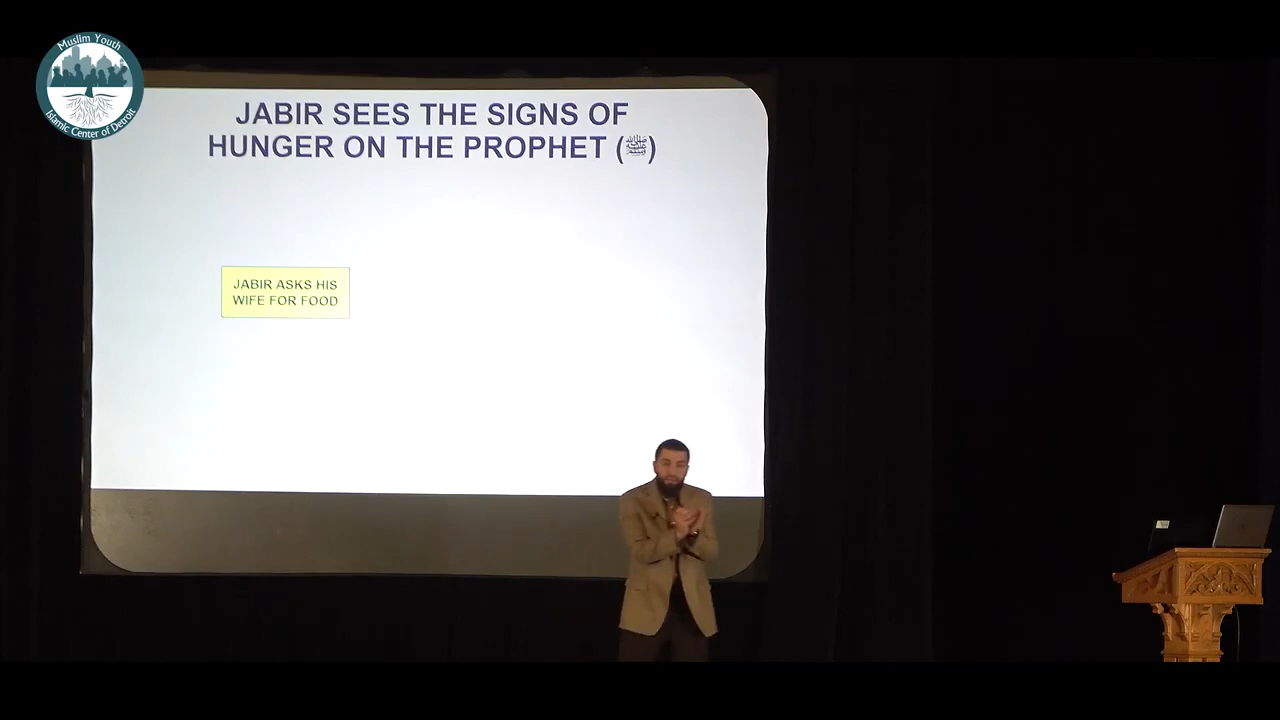 Muslim Youth
Islamic Center of Detroit
JABIR SEES THE SIGNS OF
HUNGER ON THE PROPHET (ﷺ)
JABIR ASKS HIS
WIFE FOR FOOD